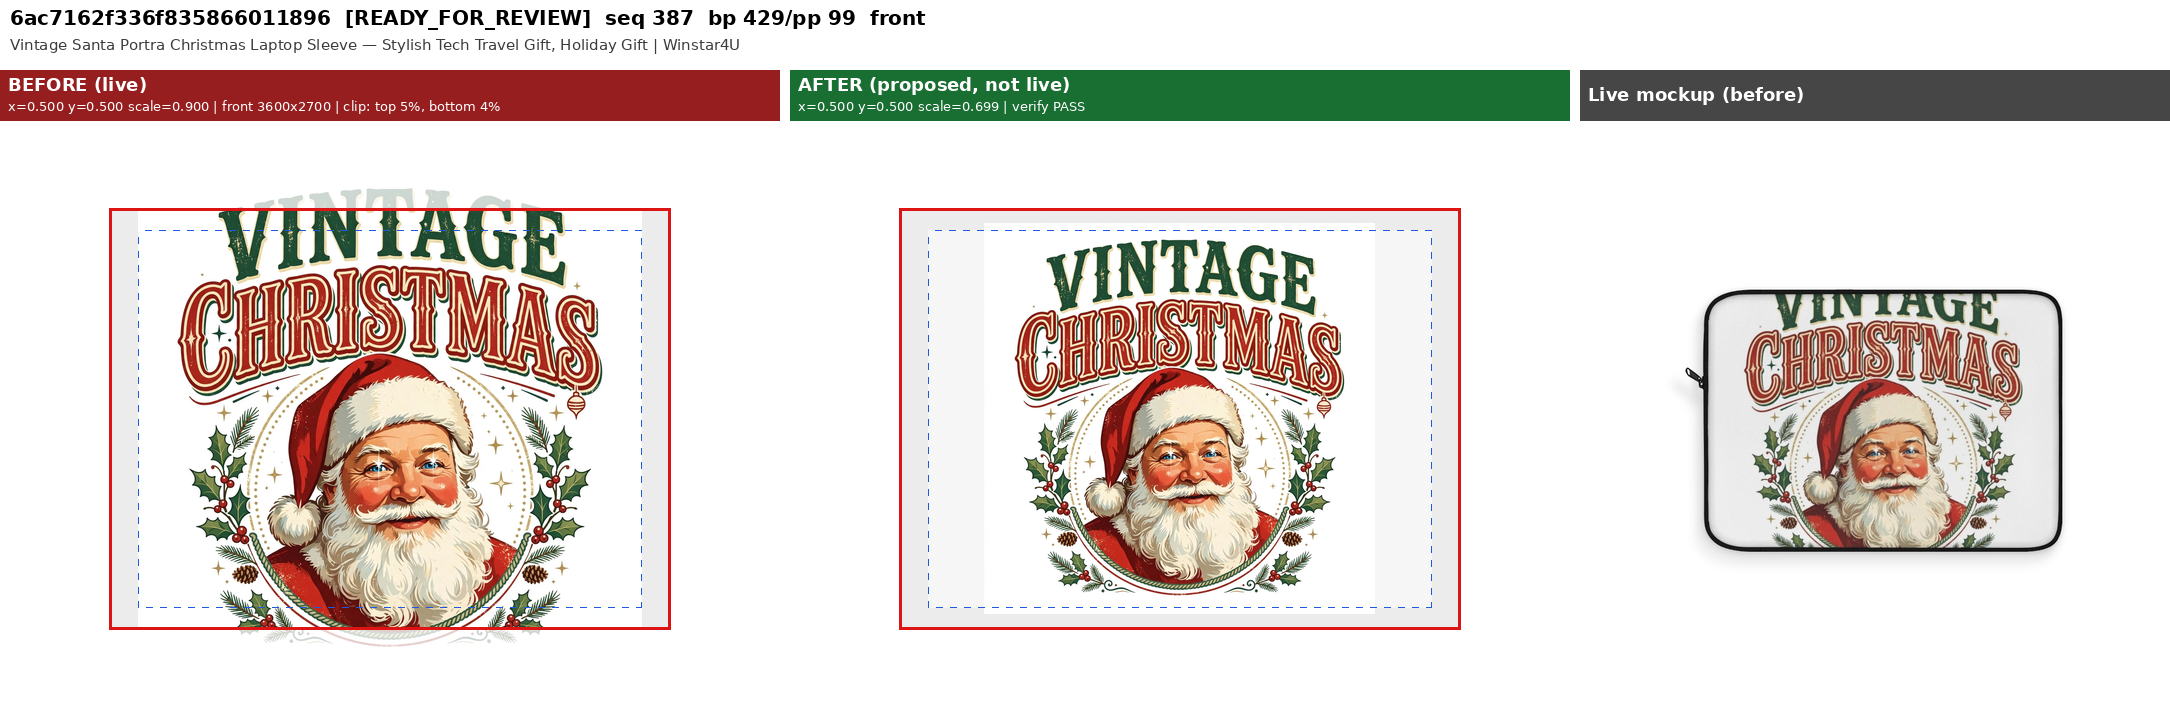 6ac7162f336f835866011896 [READY_FOR_REVIEW] seq 387 bp 429/pp 99 front
Vintage Santa Portra Christmas Laptop Sleeve — Stylish Tech Travel Gift, Holiday Gift | Winstar4U
BEFORE (live)
x=0.500 y=0.500 scale=0.900 | front 3600x2700 | clip: top 5%, bottom 4%
AFTER (proposed, not live)
x=0.500 y=0.500 scale=0.699 | verify PASS
Live mockup (before)
VINTAGE
CHRISTMAS
VINTAGE
CHRISTMAS
VINTAGE
CHRISTMAS